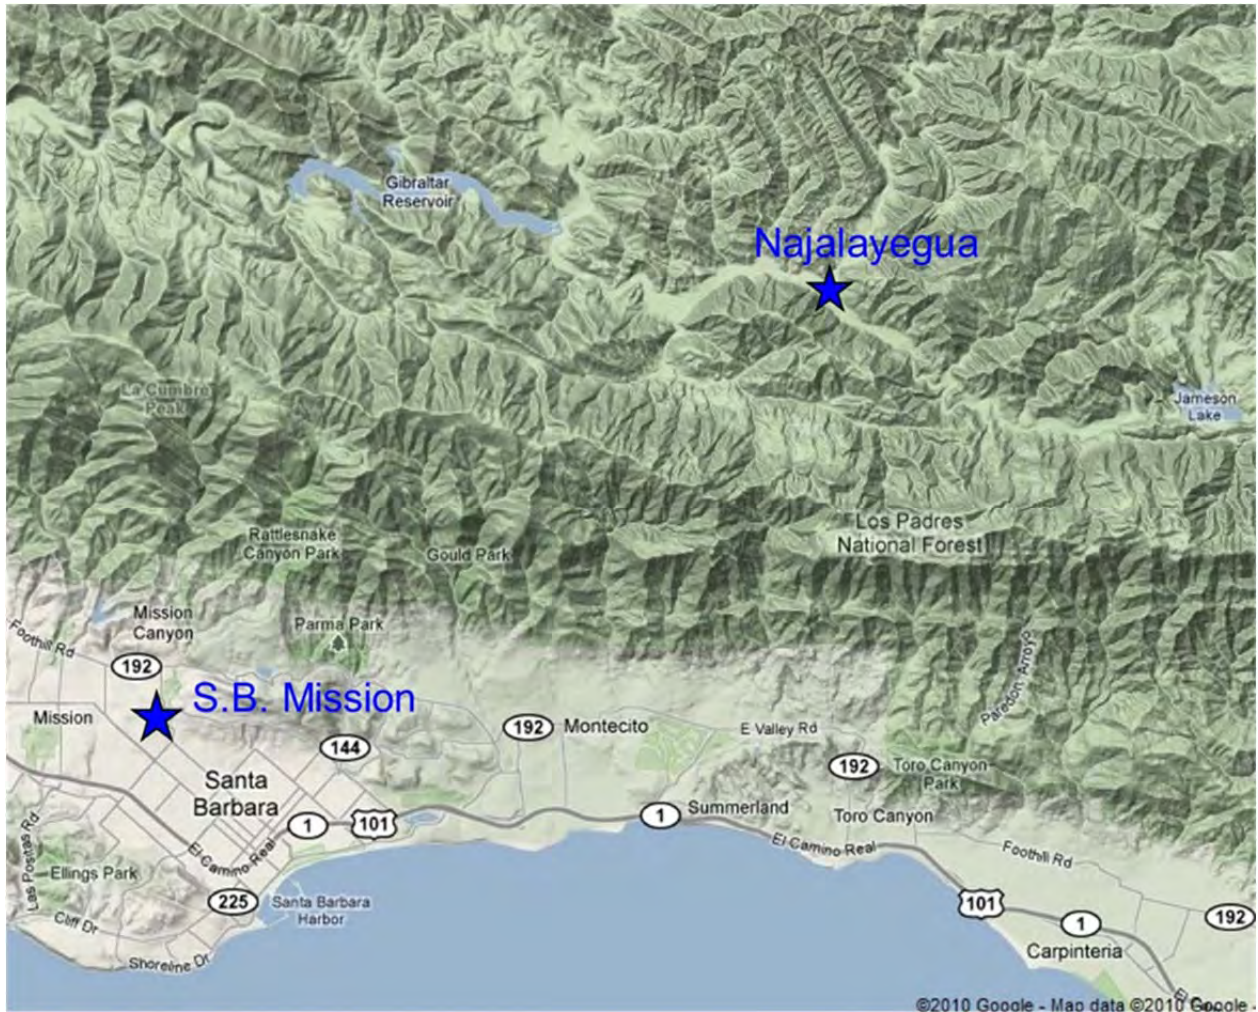 Gibraltar
Reservoir
Najalayegua
La Cumbre
Peak
Jameson
Lake
Los Padres
National Forest
Rattlesnake
Canyon Park
Gould Park
Mission
Canyon
Parma Park
Foothill Rd
192
Paredon Arroyo
S.B. Mission
Mission
192
Montecito
E Valley Rd
144
192
Toro Canyon
Park
Santa
Barbara
1
101
1
Summerland
Toro Canyon
El Camino Real
El Camino Real
Foothill Rd
Las Positas Rd
Ellings Park
225
Santa Barbara
Harbor
101
1
192
Cliff Dr
Carpinteria
Shoreline Dr
©2010 Google - Map data ©2010 Google -